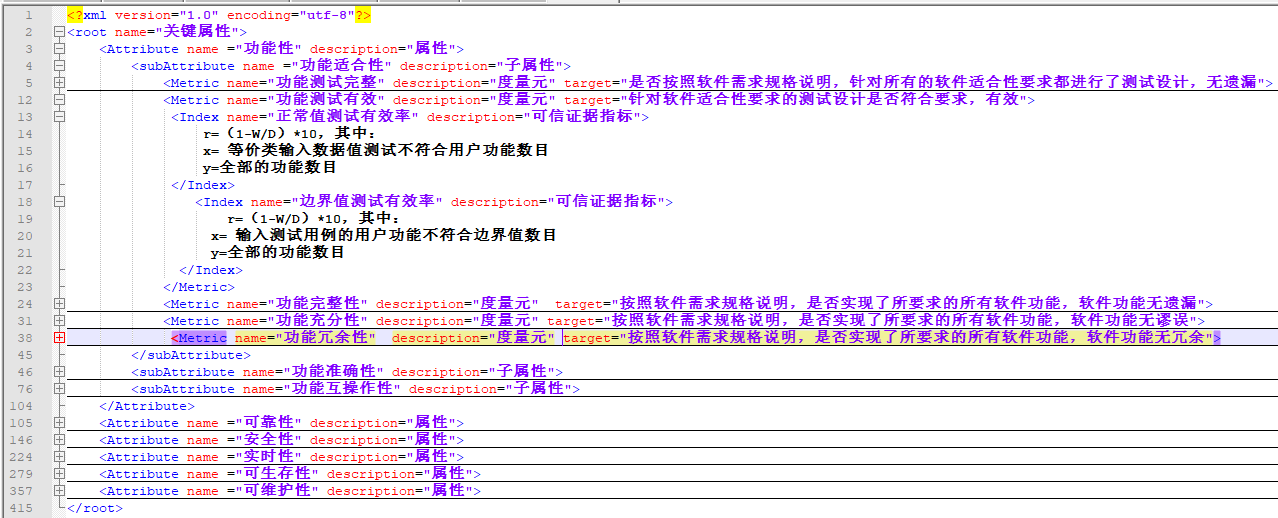 1 <?xml version="1.0" encoding="utf-8"?>
2 <root name="关键属性">
3 <Attribute name ="功能性" description="属性">
4 <subAttribute name ="功能适合性" description="子属性">
5 <Metric name="功能测试完整" description="度量元" target="是否按照软件需求规格说明，针对所有的软件适合性要求都进行了测试设计，无遗漏">
12 <Metric name="功能测试有效" description="度量元" target="针对软件适合性要求的测试设计是否符合要求，有效">
13 <Index name="正常值测试有效率" description="可信证据指标">
14 r=（1-W/D）*10，其中：
15 x= 等价类输入数据值测试不符合用户功能数目
16 y=全部的功能数目
17 </Index>
18 <Index name="边界值测试有效率" description="可信证据指标">
19 r=（1-W/D）*10，其中：
20 x= 输入测试用例的用户功能不符合边界值数目
21 y=全部的功能数目
22 </Index>
23 </Metric>
24 <Metric name="功能完整性" description="度量元" target="按照软件需求规格说明，是否实现了所要求的所有软件功能，软件功能无遗漏">
31 <Metric name="功能充分性" description="度量元" target="按照软件需求规格说明，是否实现了所要求的所有软件功能，软件功能无谬误">
38 <Metric name="功能冗余性" description="度量元" target="按照软件需求规格说明，是否实现了所要求的所有软件功能，软件功能无冗余">
45 </subAttribute>
46 <subAttribute name ="功能准确性" description="子属性">
76 <subAttribute name ="功能互操作性" description="子属性">
104 </Attribute>
105 <Attribute name ="可靠性" description="属性">
146 <Attribute name ="安全性" description="属性">
224 <Attribute name ="实时性" description="属性">
279 <Attribute name ="可生存性" description="属性">
357 <Attribute name ="可维护性" description="属性">
415 </root>